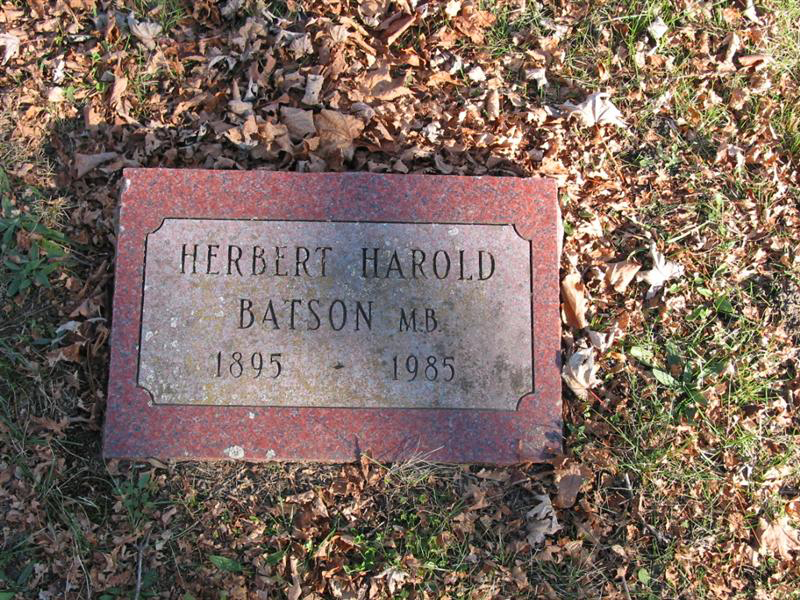 HERBERT HAROLD
BATSON M.B.
1895 - 1985